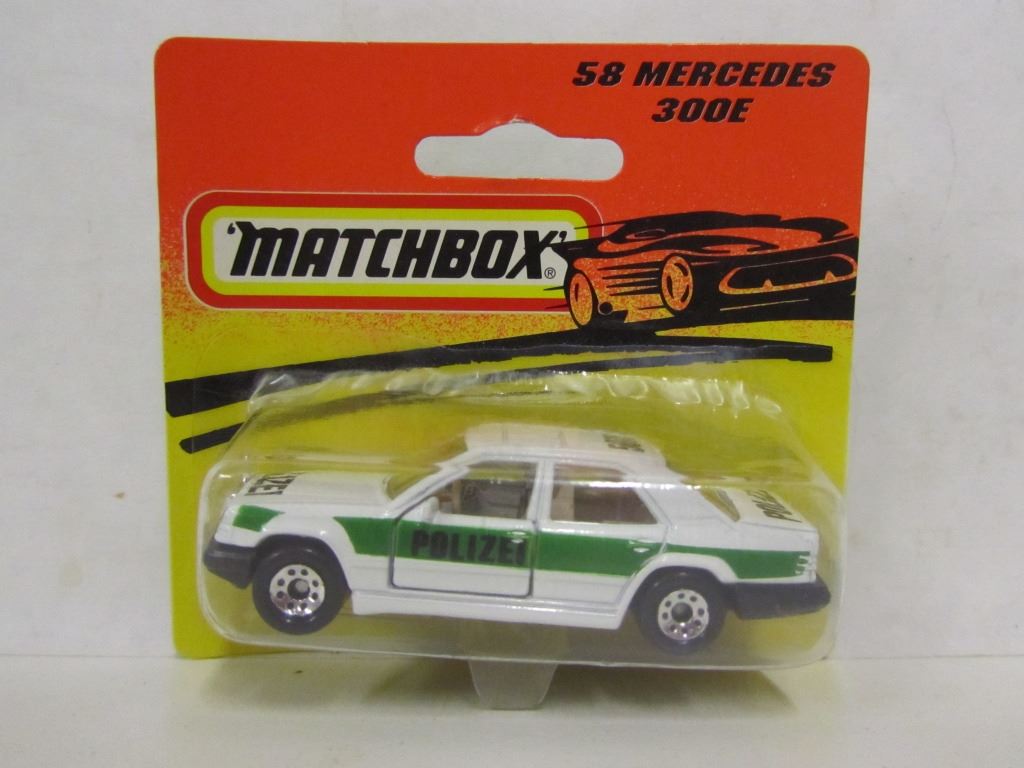 58 MERCEDES
300E
'MATCHBOX'®
POLIZEI